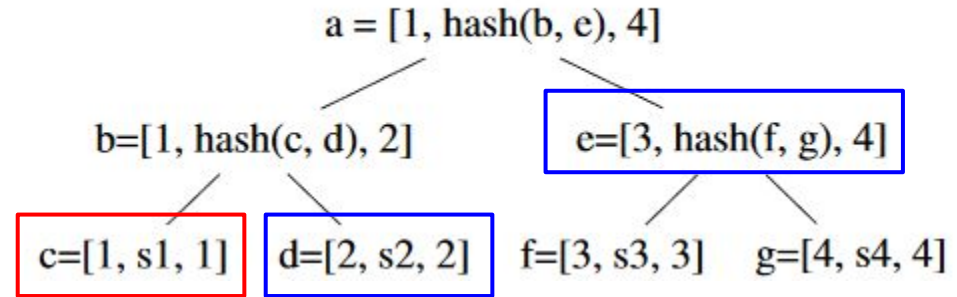 a = [1, hash(b, e), 4]
b=[1, hash(c, d), 2] e=[3, hash(f, g), 4]
c=[1, s1, 1] d=[2, s2, 2] f=[3, s3, 3] g=[4, s4, 4]